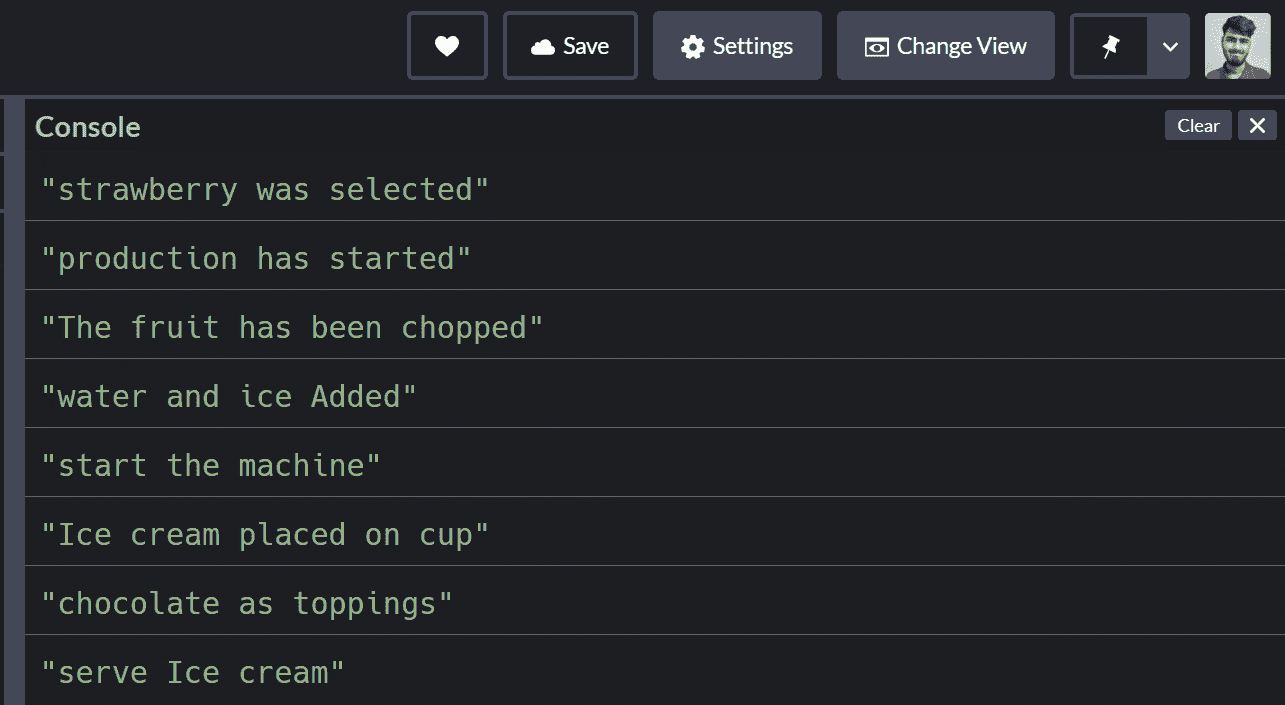 Save
Settings
Change View
Console
Clear
"strawberry was selected"
"production has started"
"The fruit has been chopped"
"water and ice Added"
"start the machine"
"Ice cream placed on cup"
"chocolate as toppings"
"serve Ice cream"